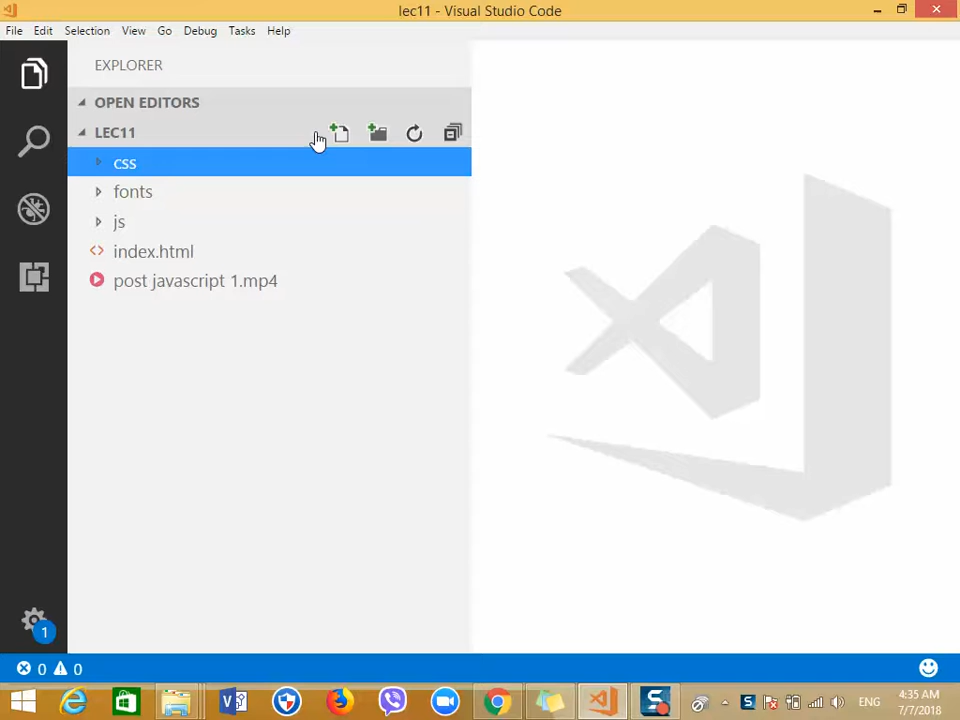 lec11 - Visual Studio Code
File Edit Selection View Go Debug Tasks Help
EXPLORER
OPEN EDITORS
LEC11
css
fonts
js
index.html
post javascript 1.mp4
1
0 0
ENG
4:35 AM
7/7/2018